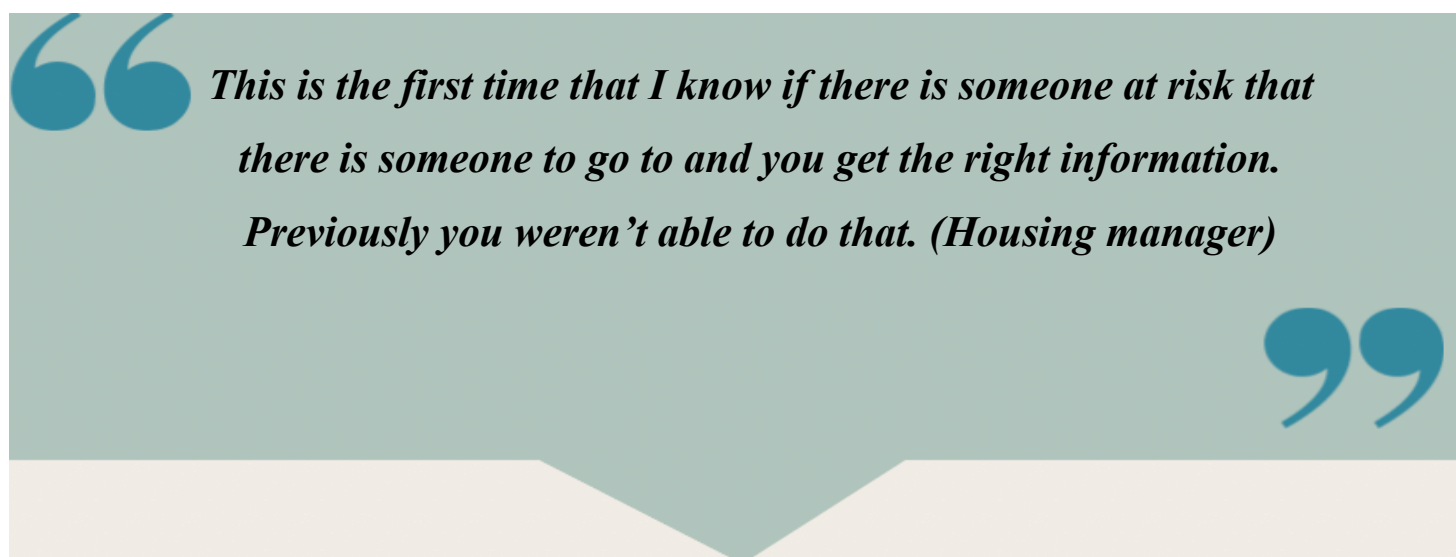 This is the first time that I know if there is someone at risk that
there is someone to go to and you get the right information.
Previously you weren’t able to do that. (Housing manager)